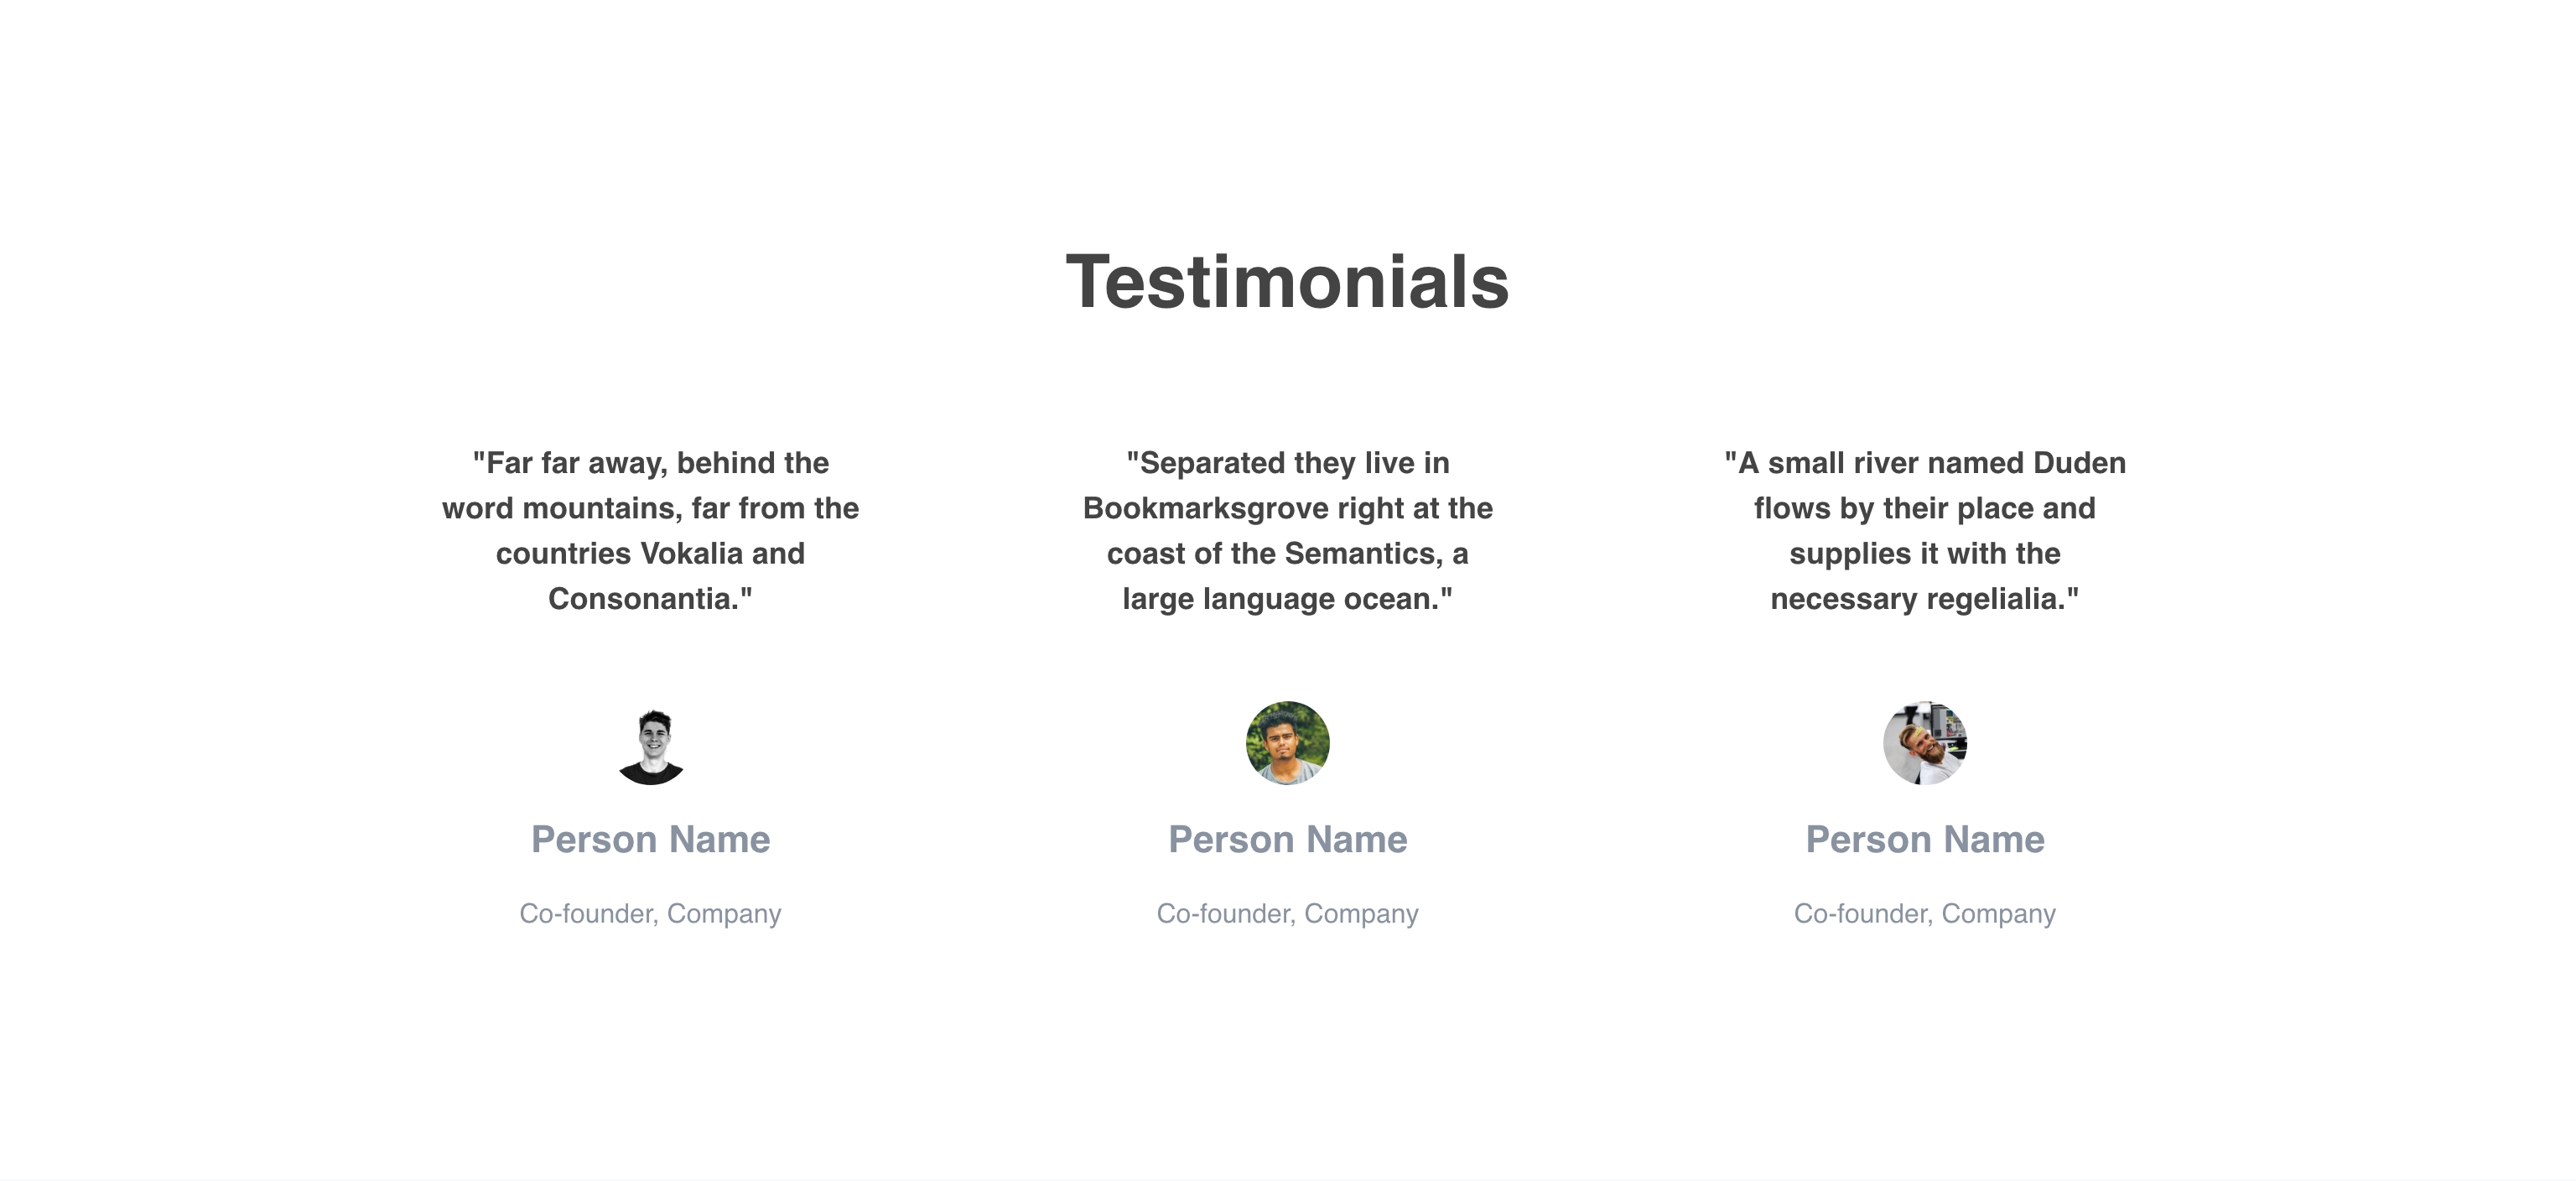 Testimonials
"Far far away, behind the
word mountains, far from the
countries Vokalia and
Consonantia."
Person Name
Co-founder, Company
"Separated they live in
Bookmarksgrove right at the
coast of the Semantics, a
large language ocean."
Person Name
Co-founder, Company
"A small river named Duden
flows by their place and
supplies it with the
necessary regelialia."
Person Name
Co-founder, Company